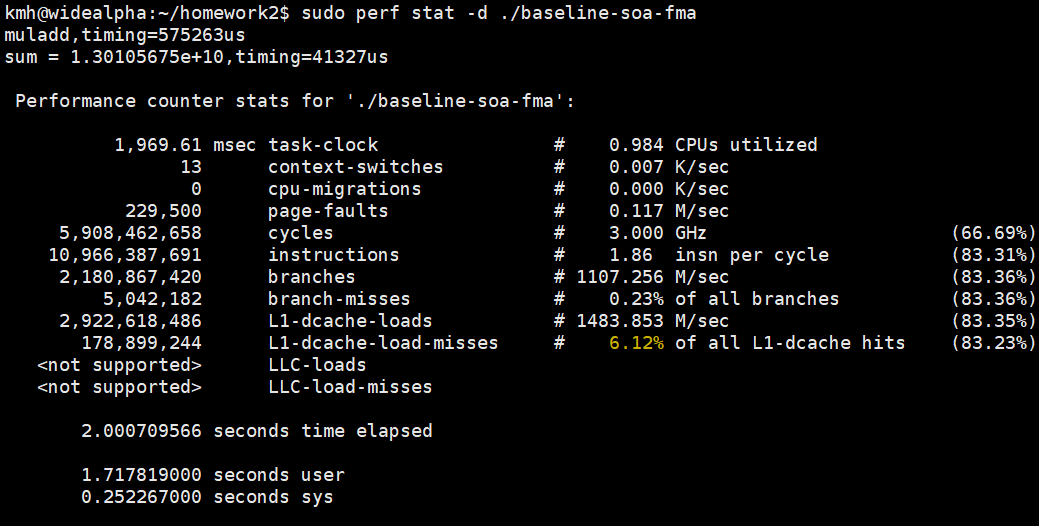 kmh@widealpha:~/homework2$ sudo perf stat -d ./baseline-soa-fma
muladd,timing=575263us
sum = 1.30105675e+10,timing=41327us
Performance counter stats for './baseline-soa-fma':
1,969.61 msec task-clock # 0.984 CPUs utilized
13 context-switches # 0.007 K/sec
0 cpu-migrations # 0.000 K/sec
229,500 page-faults # 0.117 M/sec
5,908,462,658 cycles # 3.000 GHz (66.69%)
10,966,387,691 instructions # 1.86 insn per cycle (83.31%)
2,180,867,420 branches # 1107.256 M/sec (83.36%)
5,042,182 branch-misses # 0.23% of all branches (83.36%)
2,922,618,486 L1-dcache-loads # 1483.853 M/sec (83.35%)
178,899,244 L1-dcache-load-misses # 6.12% of all L1-dcache hits (83.23%)
<not supported> LLC-loads
<not supported> LLC-load-misses
2.000709566 seconds time elapsed
1.717819000 seconds user
0.252267000 seconds sys